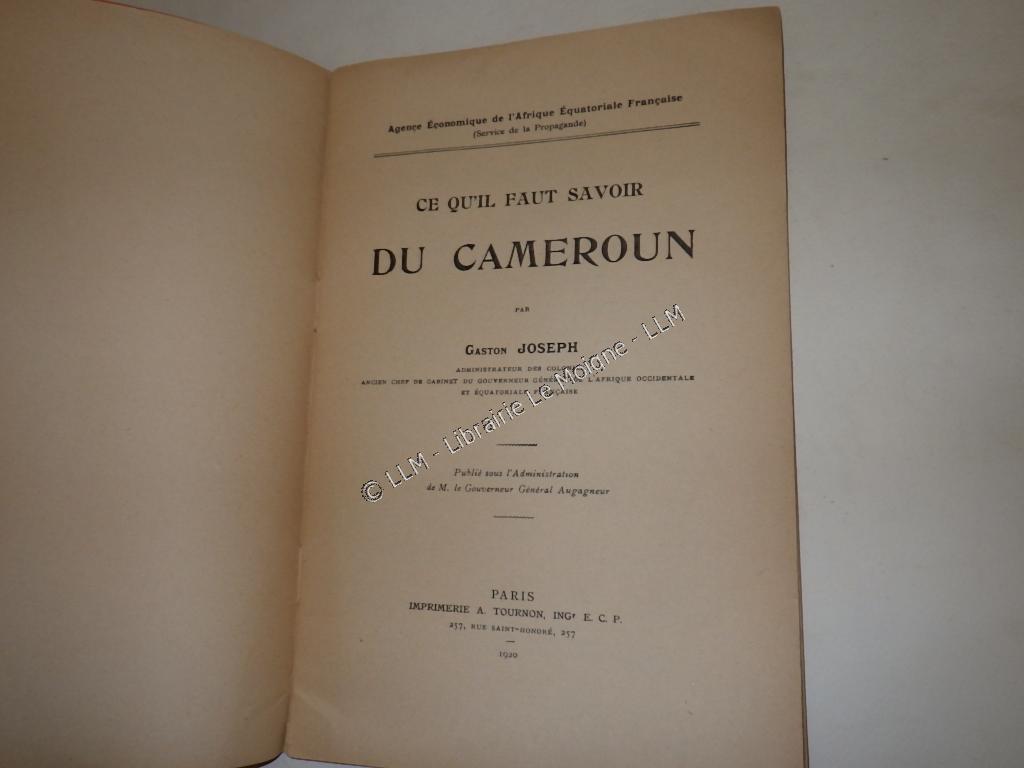 Agence Économique de l'Afrique Équatoriale Française
(Service de la Propagande)
CE QU'IL FAUT SAVOIR
DU CAMEROUN
PAR
GASTON JOSEPH
ADMINISTRATEUR DES
ANCIEN CHEF DE CABINET DU GOUVERNEUR L'AFRIQUE OCCIDENTALE
ET ÉQUATORIALE FRANÇAISE
Publié sous l'Administration
de M. le Gouverneur Général Augagneur
PARIS
IMPRIMERIE A. TOURNON, INGr E. C. P.
257, RUE SAINT-HONORÉ, 257
1920
© LLM - Librairie Le Moigne - LLM